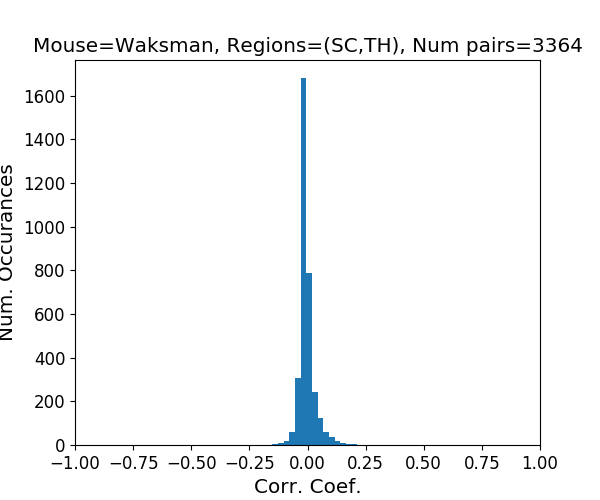 Mouse=Waksman, Regions=(SC,TH), Num pairs=3364
1600
1400
1200
1000
800
600
400
200
0
Num. Occurances
−1.00 −0.75 −0.50 −0.25 0.00 0.25 0.50 0.75 1.00
Corr. Coef.